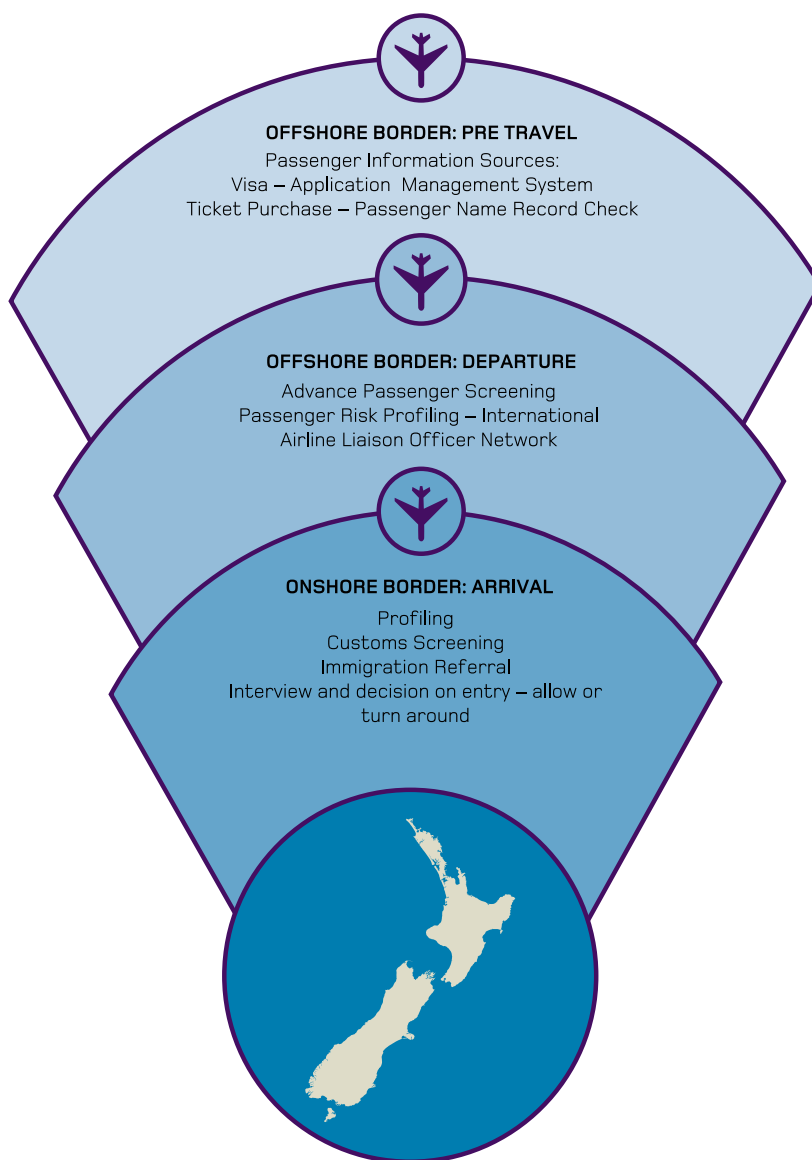 OFFSHORE BORDER: PRE TRAVEL
Passenger Information Sources:
Visa – Application Management System
Ticket Purchase – Passenger Name Record Check
OFFSHORE BORDER: DEPARTURE
Advance Passenger Screening
Passenger Risk Profiling – International
Airline Liaison Officer Network
ONSHORE BORDER: ARRIVAL
Profiling
Customs Screening
Immigration Referral
Interview and decision on entry – allow or
turn around